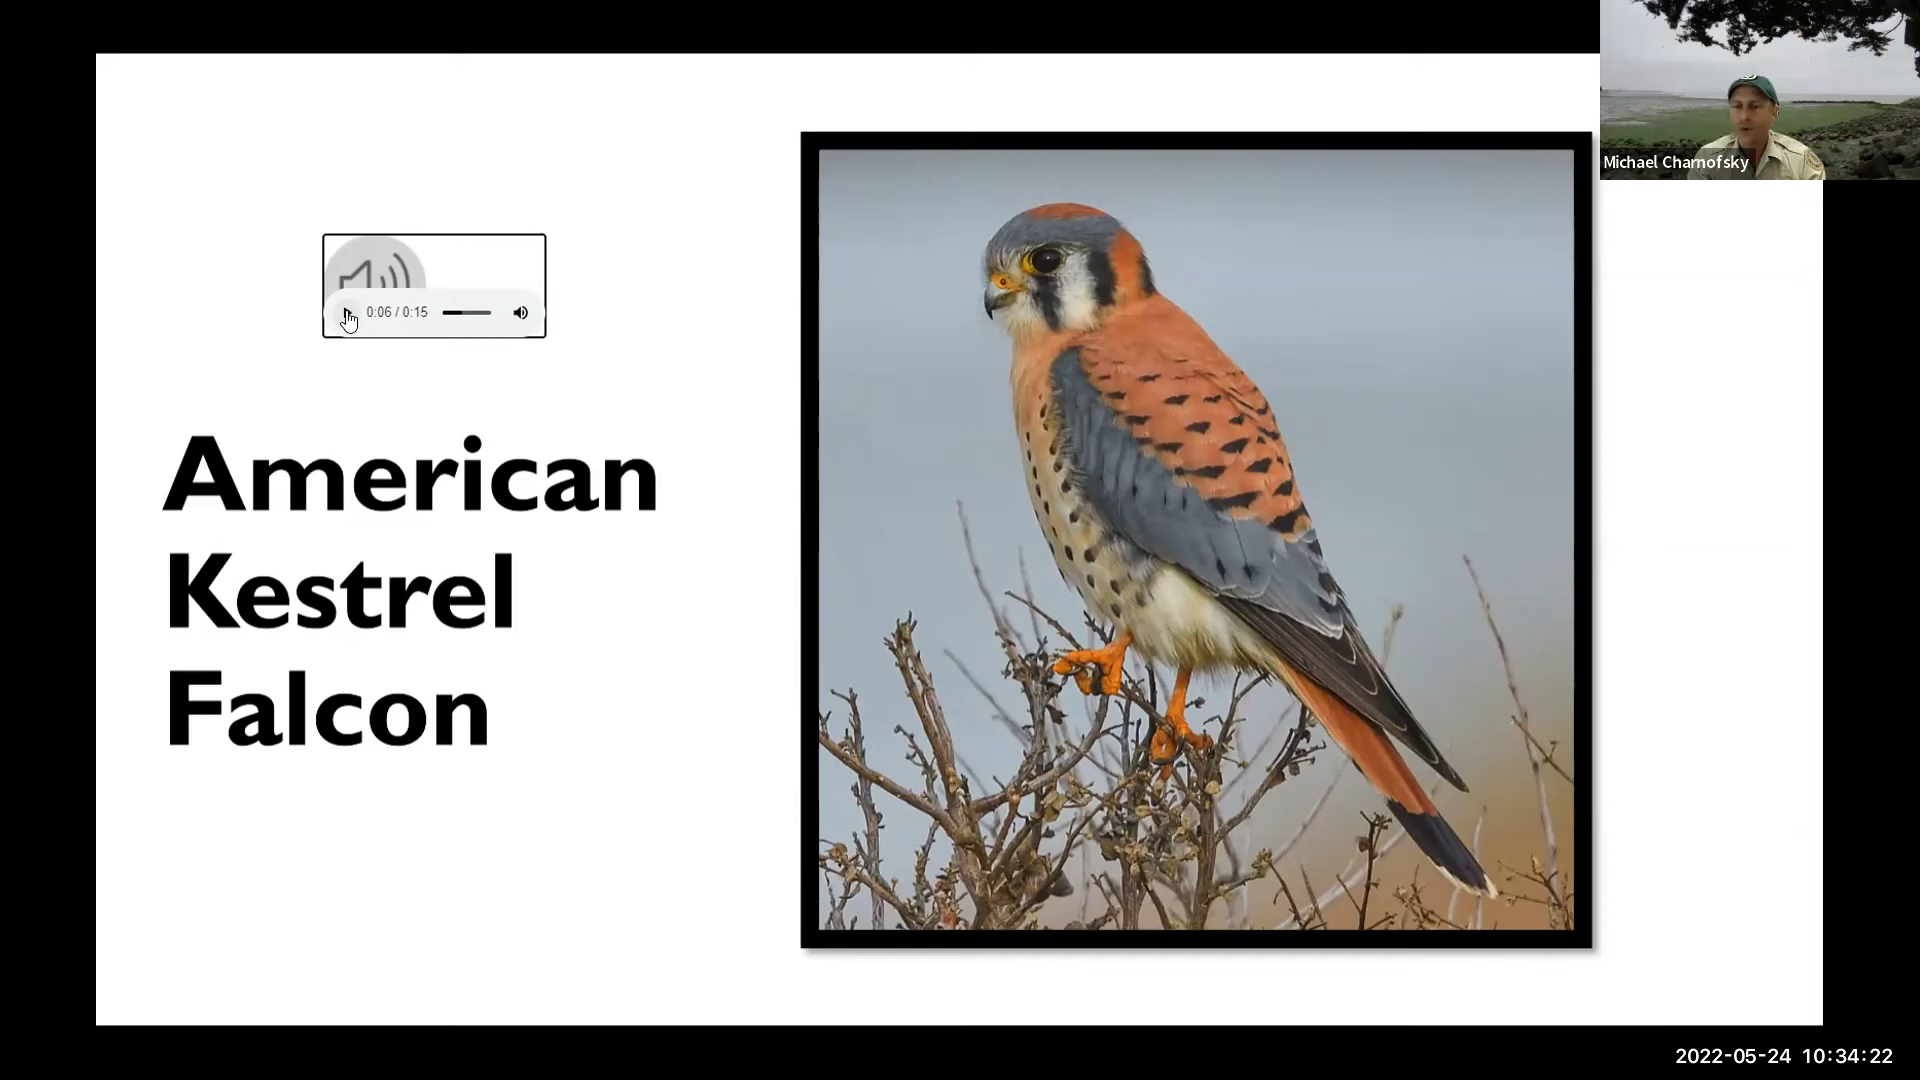 Michael Charnofsky
0:06 / 0:15
American
Kestrel
Falcon
2022-05-24 10:34:22